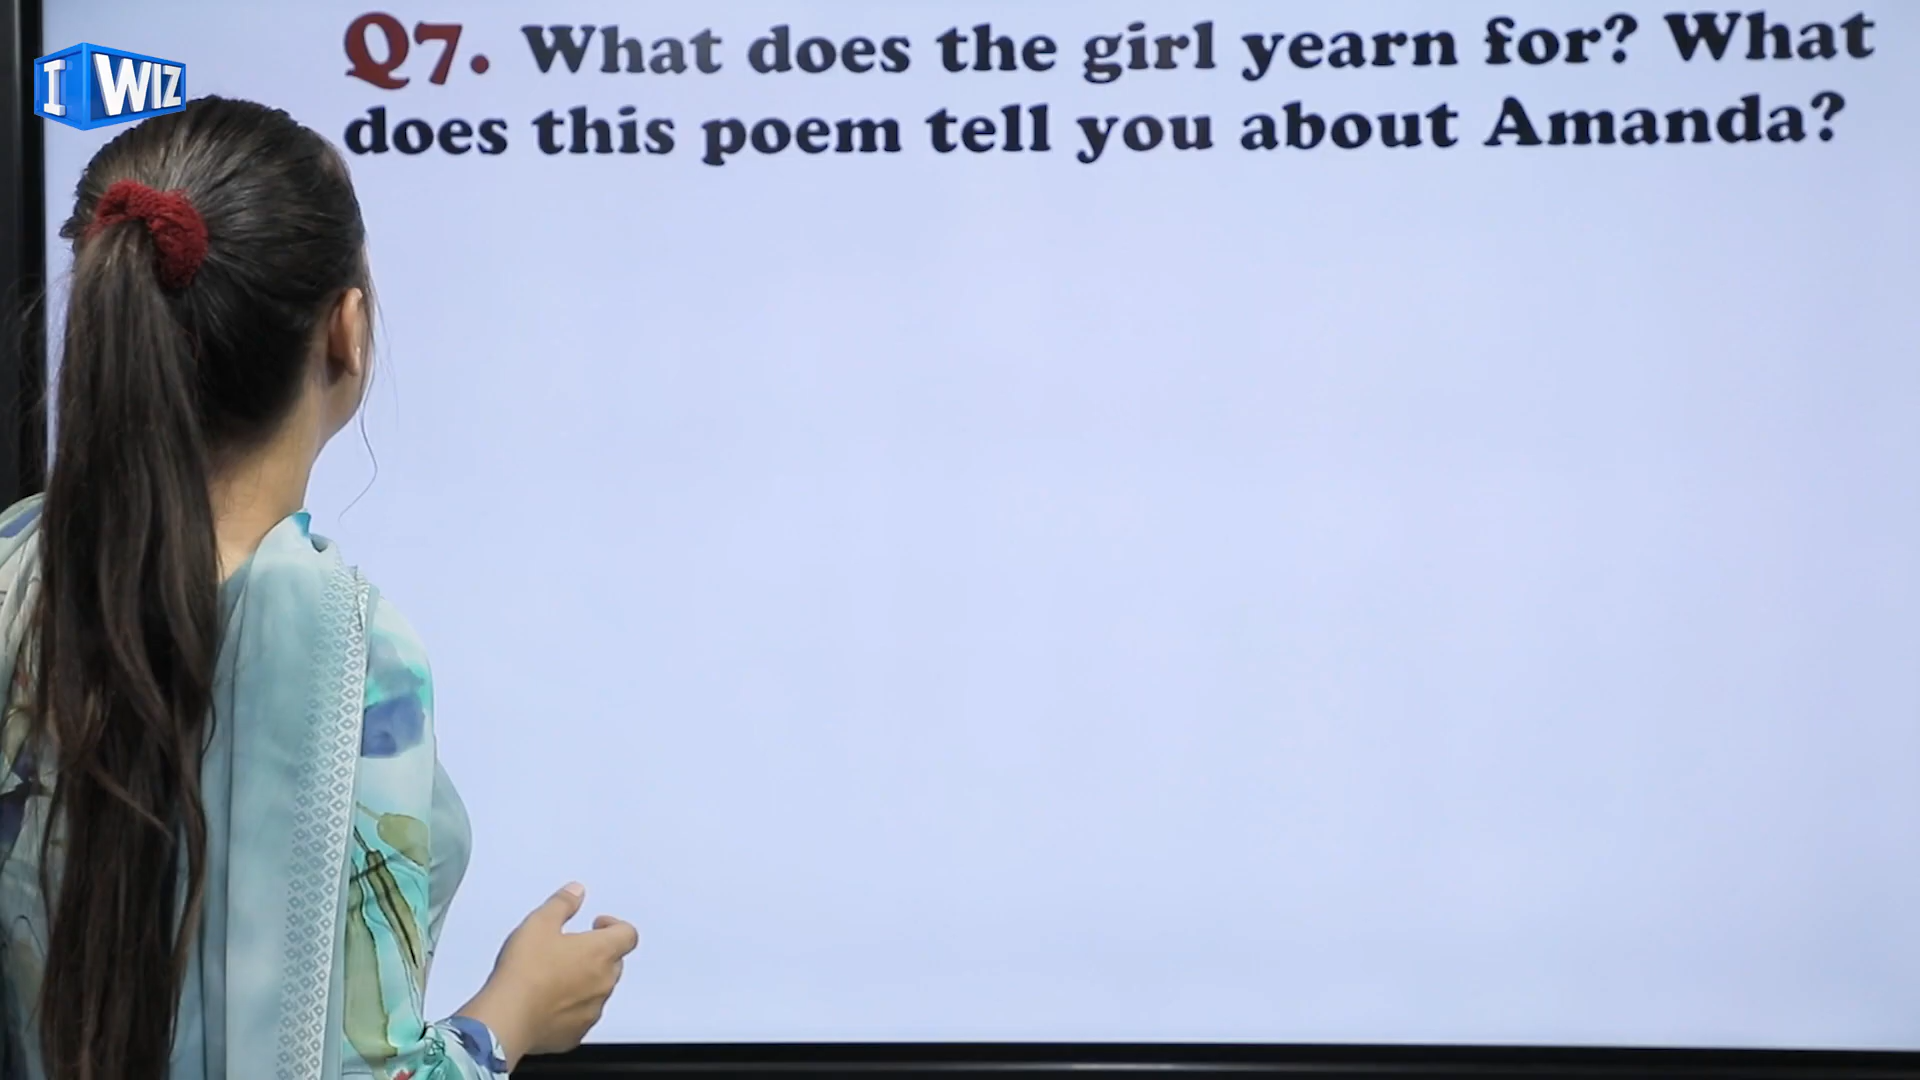 I WIZ
Q7. What does the girl yearn for? What
does this poem tell you about Amanda?